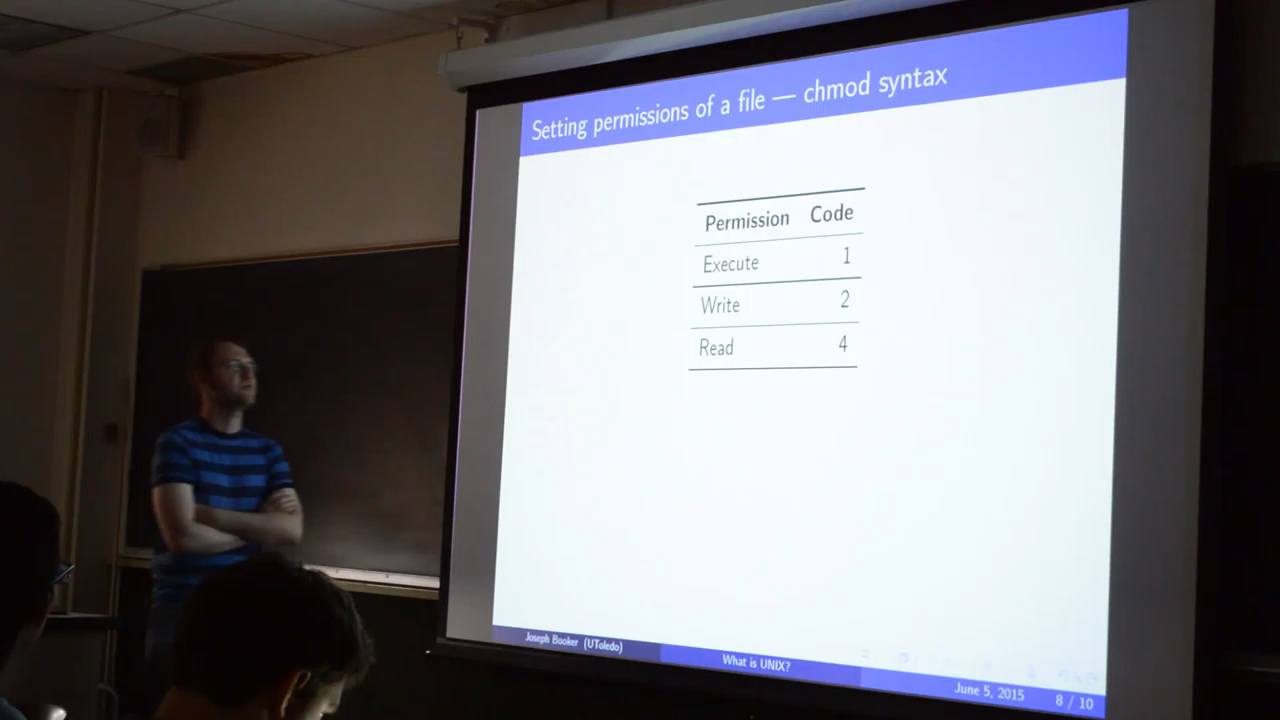 Setting permissions of a file — chmod syntax
Permission Code
Execute 1
Write 2
Read 4
Joseph Booker (UToledo)
What is UNIX?
June 5, 2015 8 / 10